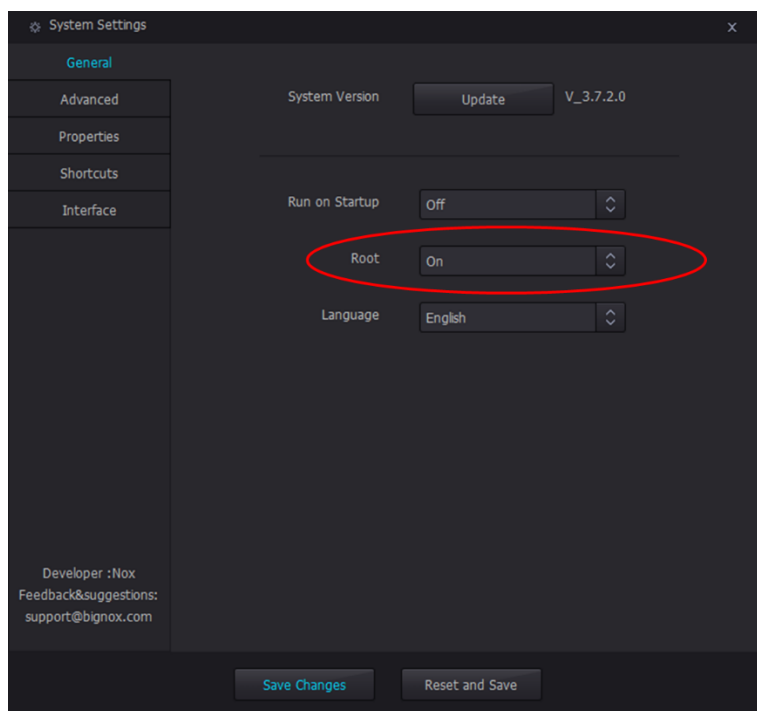 System Settings
x
General
Advanced
Properties
Shortcuts
Interface
System Version
Update
V_3.7.2.0
Run on Startup
Off
Root
On
Language
English
Developer :Nox
Feedback&suggestions:
support@bignox.com
Save Changes
Reset and Save